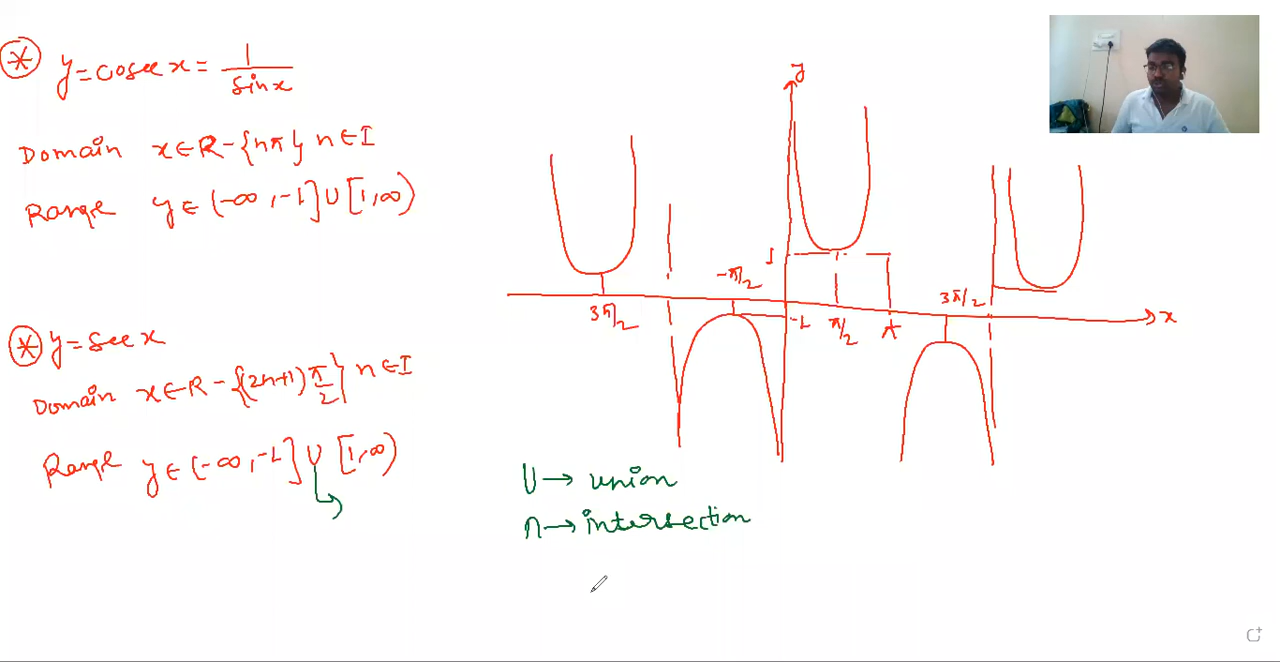 y=cosec x = 1/sin x
Domain x∈R-{nπ} n∈I
Range y∈(-∞,-1]∪[1,∞)
y=sec x
Domain x∈R-{(2n+1)π/2} n∈I
Range y∈(-∞,-1]∪[1,∞)
y
1
-π/2
3π/2
3π/2
-1
π/2
π
x
∪→union
∩→intersection